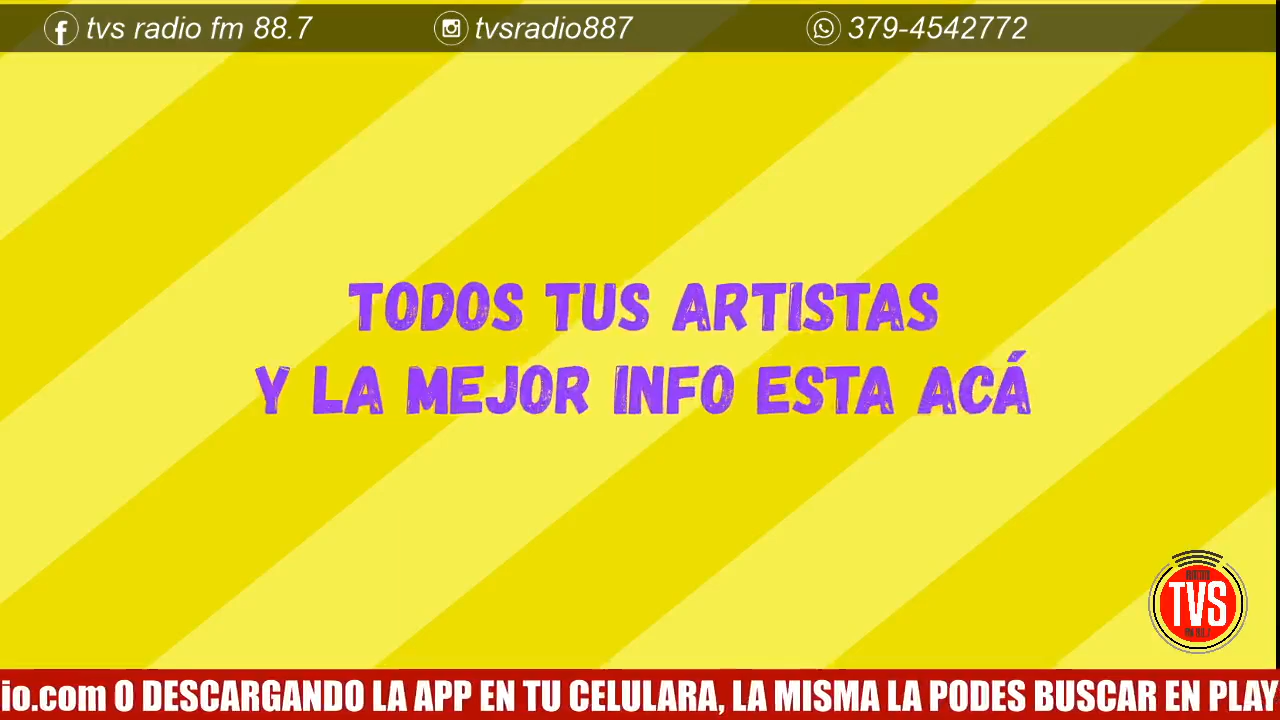 tvs radio fm 88.7
tvsradio887
379-4542772
TODOS TUS ARTISTAS
Y LA MEJOR INFO ESTA ACÁ
TVS
io.com O DESCARGANDO LA APP EN TU CELULARA, LA MISMA LA PODES BUSCAR EN PLAY